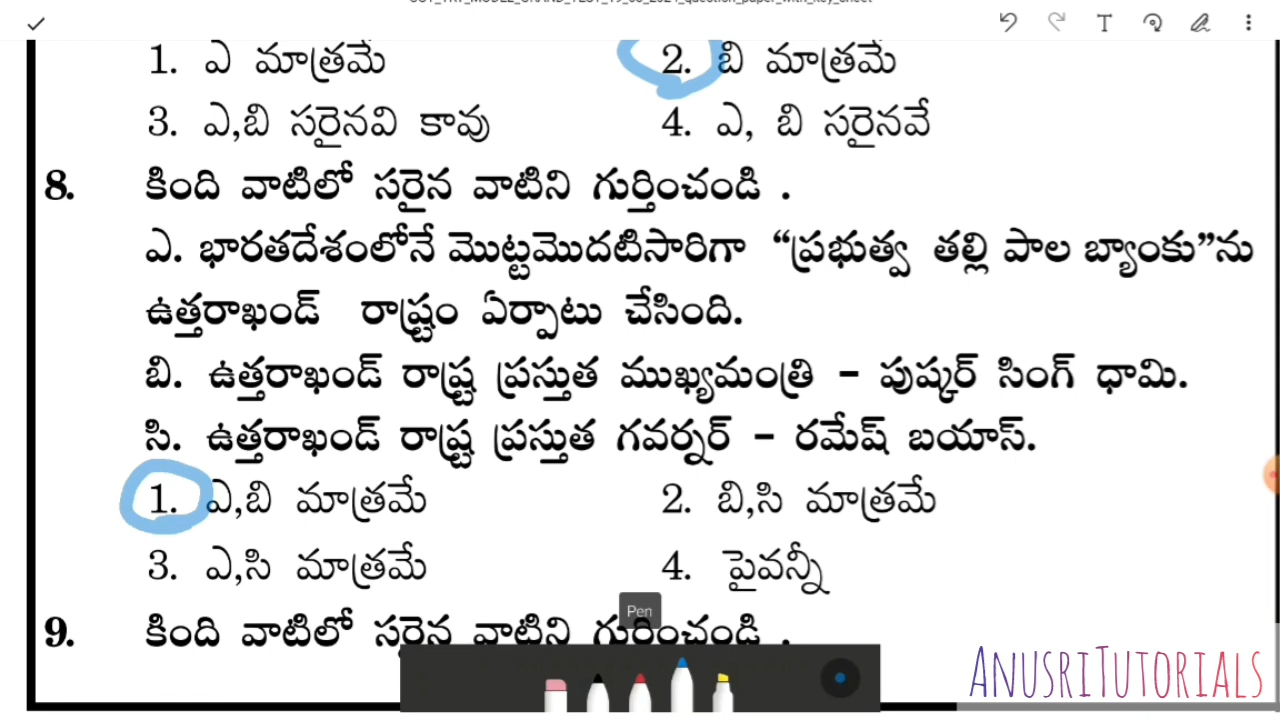 1. ఎ మాత్రమే 2. బి మాత్రమే
3. ఎ,బి సరైనవి కావు 4. ఎ, బి సరైనవే
8. కింది వాటిలో సరైన వాటిని గుర్తించండి .
ఎ. భారతదేశంలోనే మొట్టమొదటిసారిగా “ప్రభుత్వ తల్లి పాల బ్యాంకు”ను
ఉత్తరాఖండ్ రాష్ట్రం ఏర్పాటు చేసింది.
బి. ఉత్తరాఖండ్ రాష్ట్ర ప్రస్తుత ముఖ్యమంత్రి - పుష్కర్ సింగ్ ధామి.
సి. ఉత్తరాఖండ్ రాష్ట్ర ప్రస్తుత గవర్నర్ - రమేష్ బయాస్.
1. ఎ,బి మాత్రమే 2. బి,సి మాత్రమే
3. ఎ,సి మాత్రమే 4. పైవన్నీ
Pen
9. కింది వాటిలో సరైన వాటిని గుర్తించండి .
ANUSRITUTORIALS